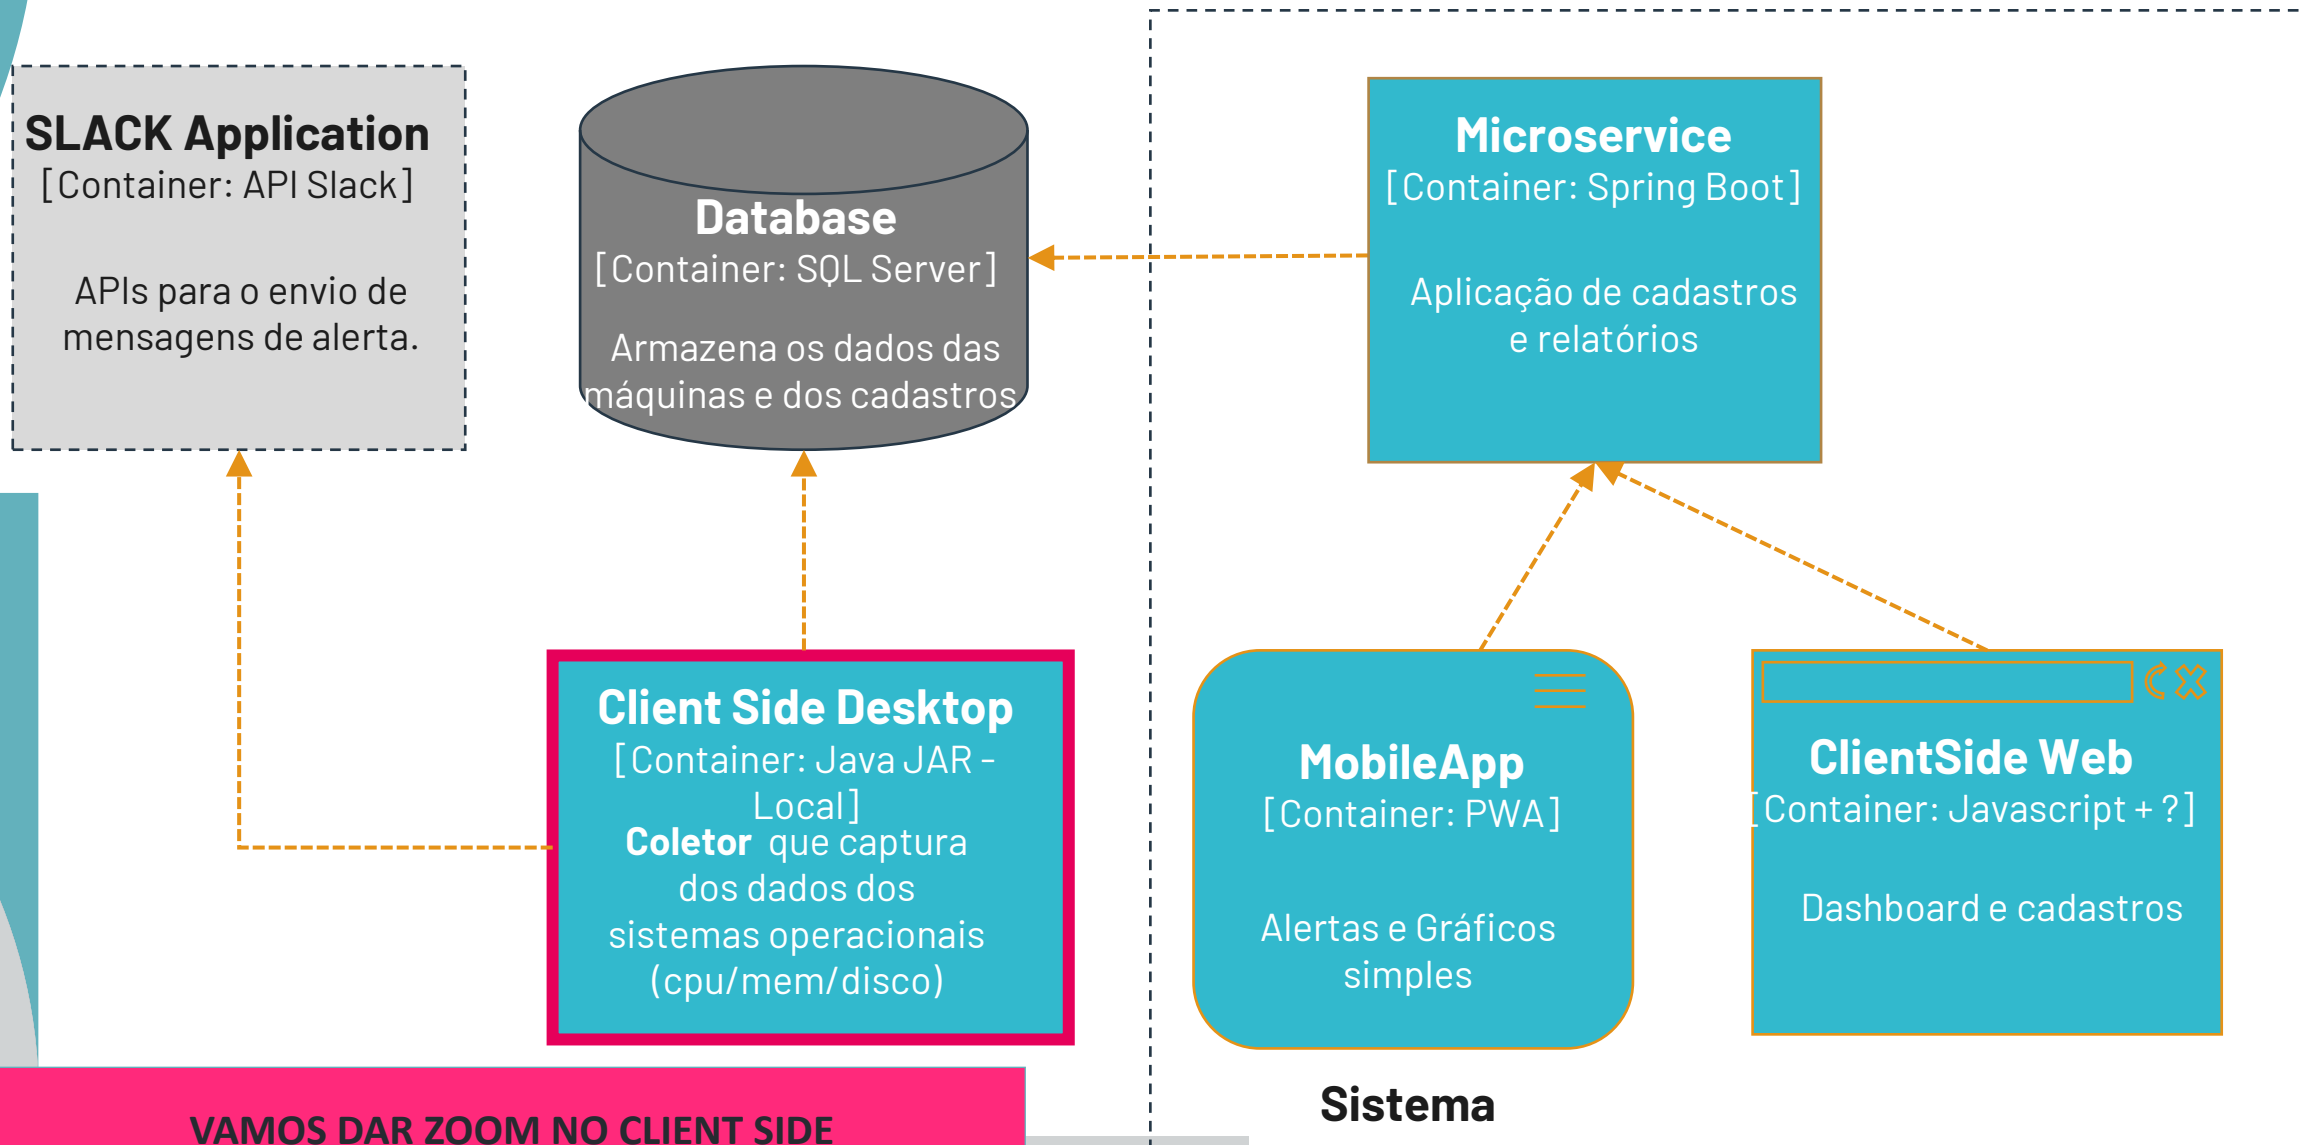 SLACK Application
[Container: API Slack]
APIs para o envio de
mensagens de alerta.
Database
[Container: SQL Server]
Armazena os dados das
máquinas e dos cadastros
Microservice
[Container: Spring Boot]
Aplicação de cadastros
e relatórios
Client Side Desktop
[Container: Java JAR -
Local]
Coletor que captura
dos dados dos
sistemas operacionais
(cpu/mem/disco)
MobileApp
[Container: PWA]
Alertas e Gráficos
simples
ClientSide Web
[Container: Javascript + ?]
Dashboard e cadastros
Sistema
VAMOS DAR ZOOM NO CLIENT SIDE